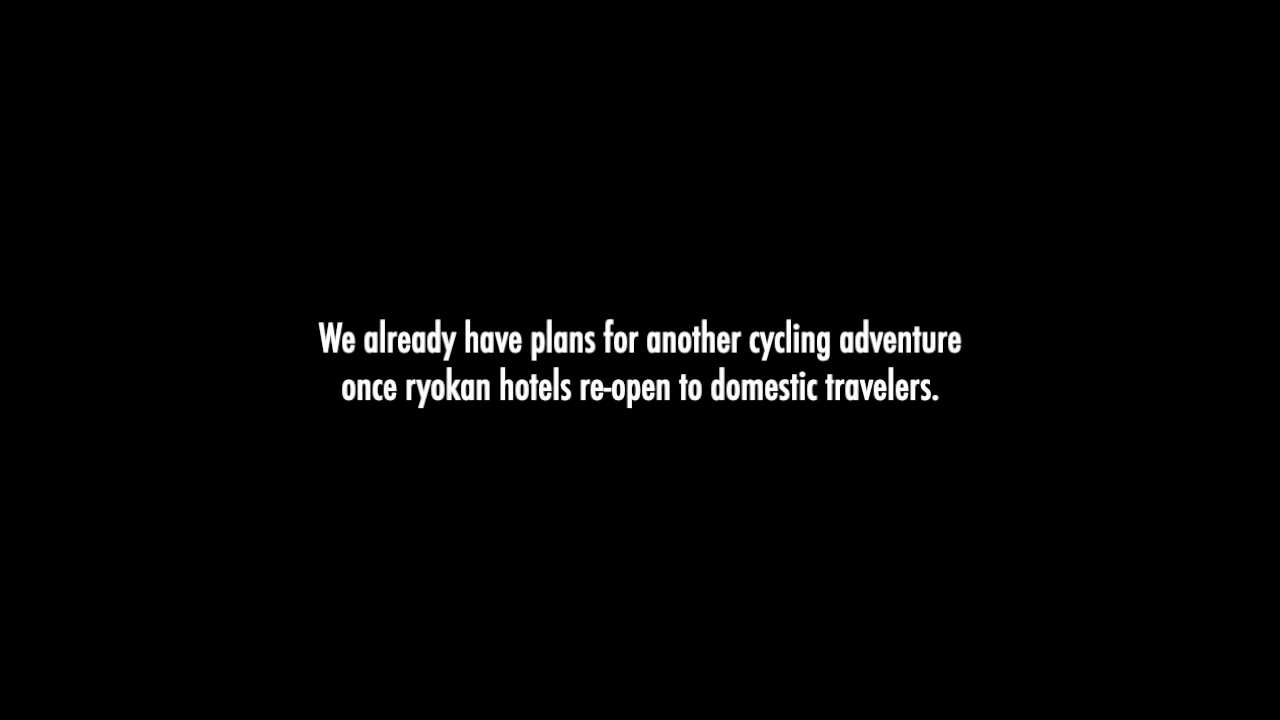 We already have plans for another cycling adventure
once ryokan hotels re-open to domestic travelers.